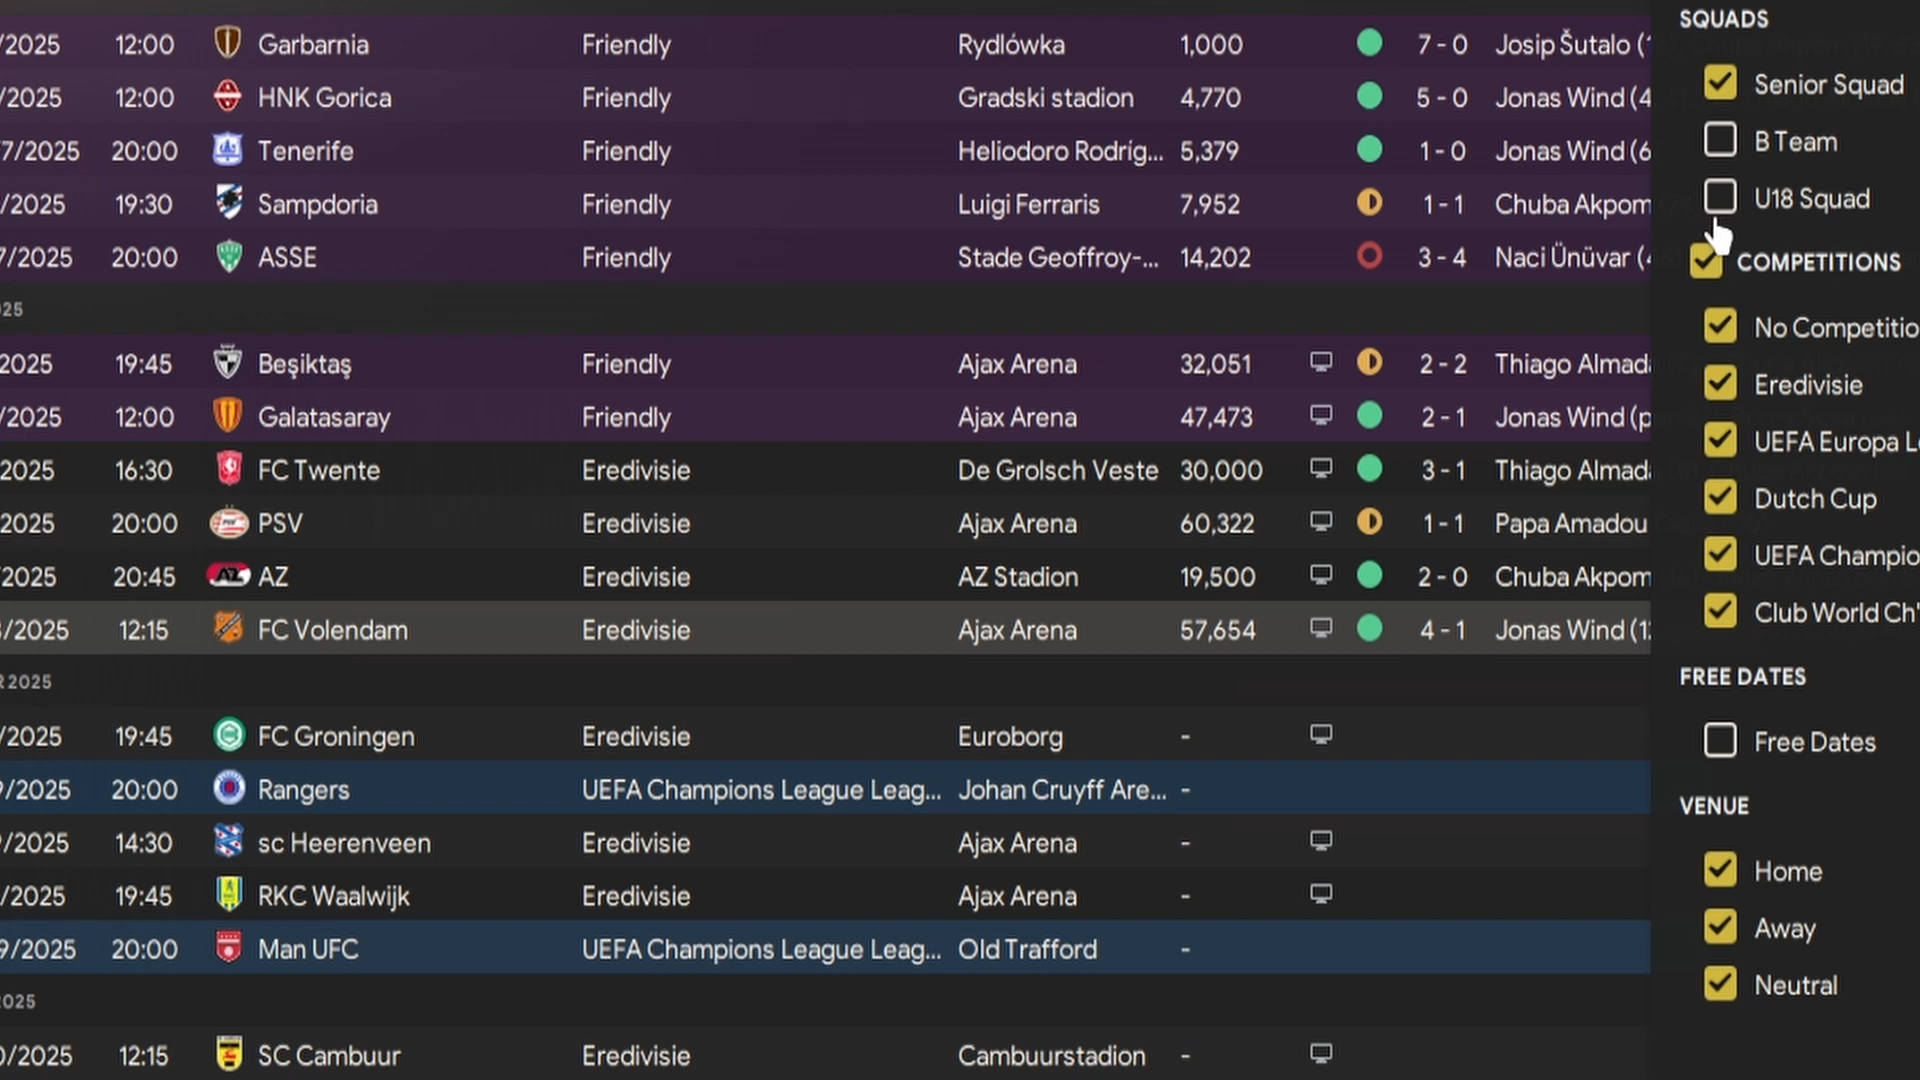 /2025 12:00 Garbarnia Friendly Rydlówka 1,000 7 - 0 Josip Šutalo (
/2025 12:00 HNK Gorica Friendly Gradski stadion 4,770 5 - 0 Jonas Wind (4
/7/2025 20:00 Tenerife Friendly Heliodoro Rodríg... 5,379 1 - 0 Jonas Wind (6
/2025 19:30 Sampdoria Friendly Luigi Ferraris 7,952 1 - 1 Chuba Akpom
7/2025 20:00 ASSE Friendly Stade Geoffroy-... 14,202 3 - 4 Naci Ünüvar (4
025
2025 19:45 Beşiktaş Friendly Ajax Arena 32,051 2 - 2 Thiago Almada
/2025 12:00 Galatasaray Friendly Ajax Arena 47,473 2 - 1 Jonas Wind (p
2025 16:30 FC Twente Eredivisie De Grolsch Veste 30,000 3 - 1 Thiago Almada
2025 20:00 PSV Eredivisie Ajax Arena 60,322 1 - 1 Papa Amadou
/2025 20:45 AZ Eredivisie AZ Stadion 19,500 2 - 0 Chuba Akpom
8/2025 12:15 FC Volendam Eredivisie Ajax Arena 57,654 4 - 1 Jonas Wind (12
R 2025
/2025 19:45 FC Groningen Eredivisie Euroborg -
9/2025 20:00 Rangers UEFA Champions League Leag... Johan Cruyff Are... -
9/2025 14:30 sc Heerenveen Eredivisie Ajax Arena -
/2025 19:45 RKC Waalwijk Eredivisie Ajax Arena -
9/2025 20:00 Man UFC UEFA Champions League Leag... Old Trafford -
2025
0/2025 12:15 SC Cambuur Eredivisie Cambuurstadion -
SQUADS
Senior Squad
B Team
U18 Squad
COMPETITIONS
No Competitio
Eredivisie
UEFA Europa Le
Dutch Cup
UEFA Champio
Club World Ch'
FREE DATES
Free Dates
VENUE
Home
Away
Neutral